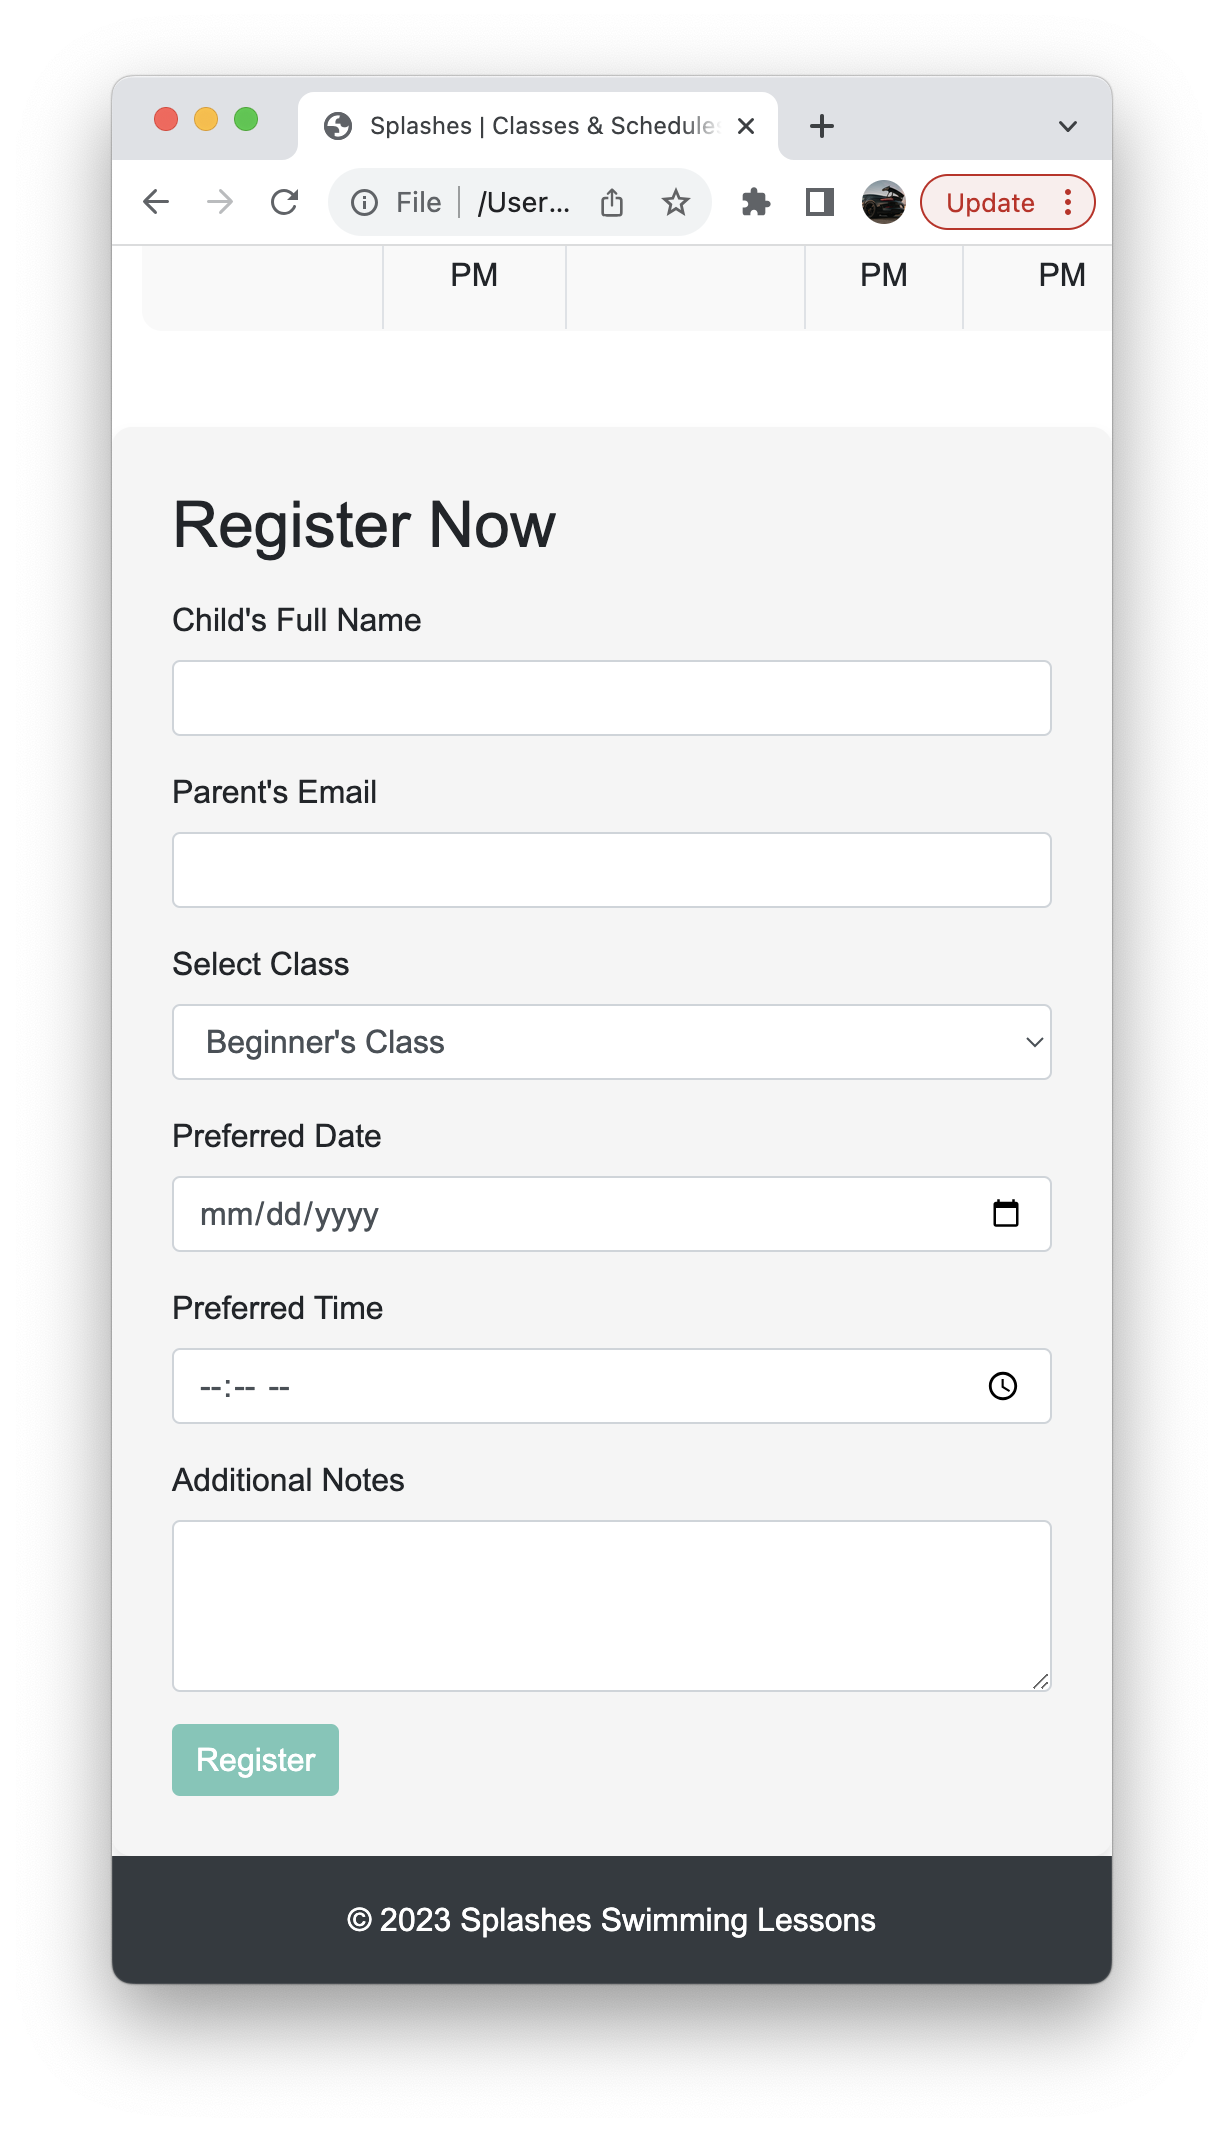 Splashes | Classes & Schedules
File /User...
Update
PM PM PM
Register Now
Child's Full Name
Parent's Email
Select Class
Beginner's Class
Preferred Date
mm/dd/yyyy
Preferred Time
--:-- --
Additional Notes
Register
© 2023 Splashes Swimming Lessons